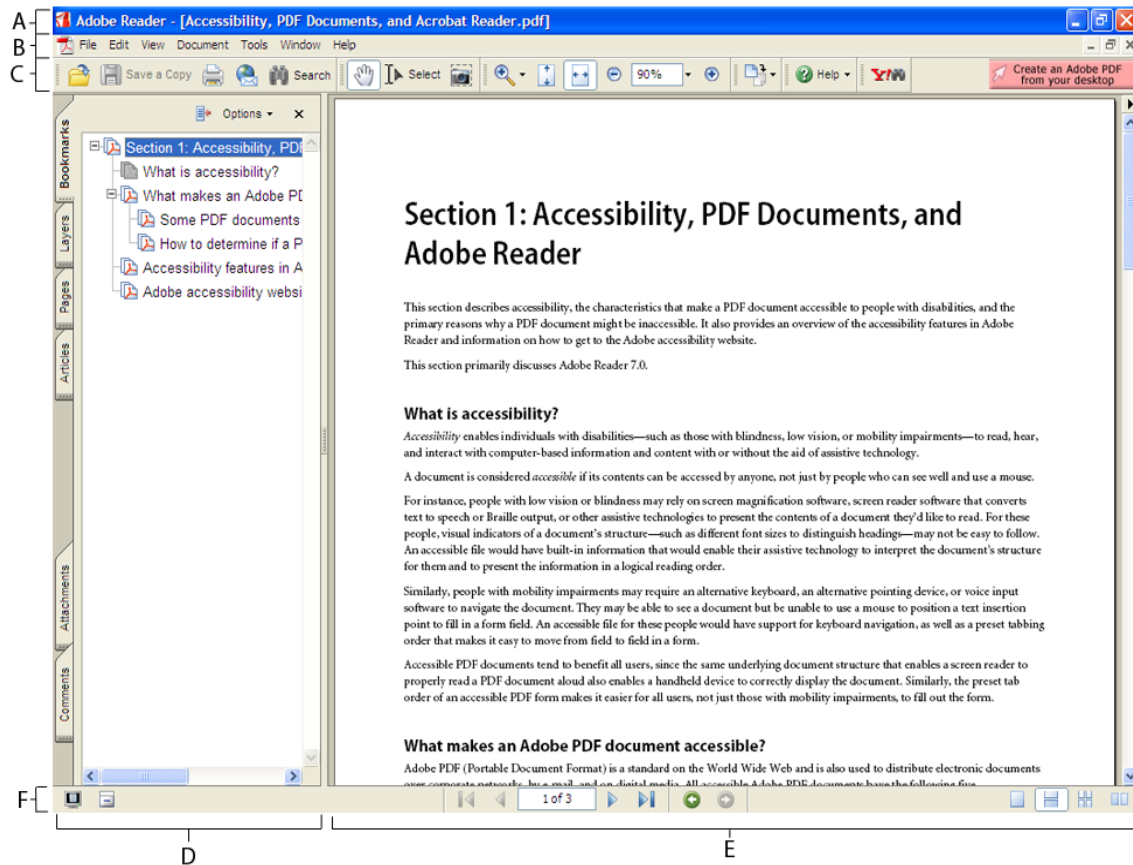 A
Adobe Reader - [Accessibility, PDF Documents, and Acrobat Reader.pdf]
B
File Edit View Document Tools Window Help
C
Save a Copy Search Select 90% Help Y! Create an Adobe PDF
from your desktop
Options
Bookmarks
Layers
Pages
Articles
Attachments
Comments
Section 1: Accessibility, PDF
What is accessibility?
What makes an Adobe PD
Some PDF documents
How to determine if a P
Accessibility features in A
Adobe accessibility websi
Section 1: Accessibility, PDF Documents, and
Adobe Reader
This section describes accessibility, the characteristics that make a PDF document accessible to people with disabilities, and the
primary reasons why a PDF document might be inaccessible. It also provides an overview of the accessibility features in Adobe
Reader and information on how to get to the Adobe accessibility website.
This section primarily discusses Adobe Reader 7.0.
What is accessibility?
Accessibility enables individuals with disabilities—such as those with blindness, low vision, or mobility impairments—to read, hear,
and interact with computer-based information and content with or without the aid of assistive technology.
A document is considered accessible if its contents can be accessed by anyone, not just by people who can see well and use a mouse.
For instance, people with low vision or blindness may rely on screen magnification software, screen reader software that converts
text to speech or Braille output, or other assistive technologies to present the contents of a document they'd like to read. For these
people, visual indicators of a document's structure—such as different font sizes to distinguish headings—may not be easy to follow.
An accessible file would have built-in information that would enable their assistive technology to interpret the document's structure
for them and to present the information in a logical reading order.
Similarly, people with mobility impairments may require an alternative keyboard, an alternative pointing device, or voice input
software to navigate the document. They may be able to see a document but be unable to use a mouse to position a text insertion
point to fill in a form field. An accessible file for these people would have support for keyboard navigation, as well as a preset tabbing
order that makes it easy to move from field to field in a form.
Accessible PDF documents tend to benefit all users, since the same underlying document structure that enables a screen reader to
properly read a PDF document aloud also enables a handheld device to correctly display the document. Similarly, the preset tab
order of an accessible PDF form makes it easier for all users, not just those with mobility impairments, to fill out the form.
What makes an Adobe PDF document accessible?
Adobe PDF (Portable Document Format) is a standard on the World Wide Web and is also used to distribute electronic documents
over corporate networks, by e-mail, and on digital media. All accessible Adobe PDF documents have the following five
F
1 of 3
D
E